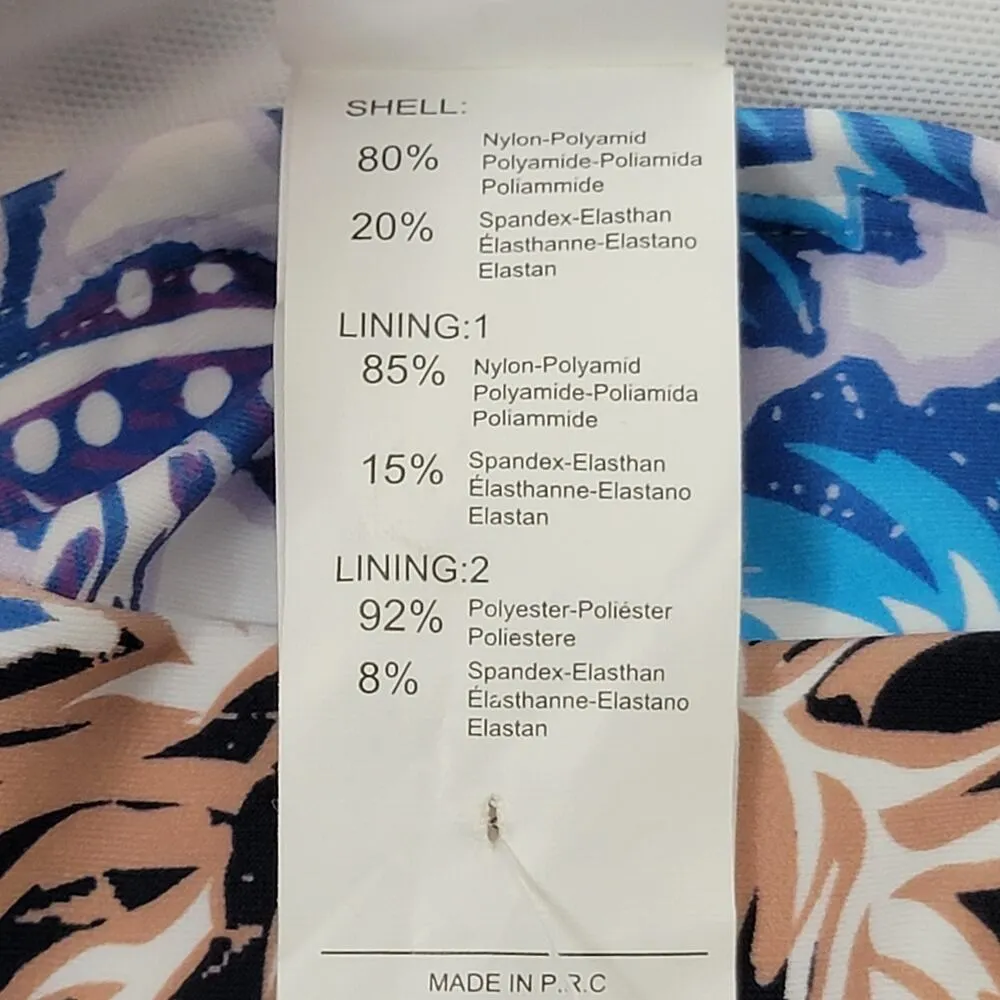 SHELL:
80% Nylon-Polyamid
Polyamide-Poliamida
Poliammide
20% Spandex-Elasthan
Élasthanne-Elastano
Elastan
LINING:1
85% Nylon-Polyamid
Polyamide-Poliamida
Poliammide
15% Spandex-Elasthan
Élasthanne-Elastano
Elastan
LINING:2
92% Polyester-Poliéster
Poliestere
8% Spandex-Elasthan
Élasthanne-Elastano
Elastan
MADE IN P.R.C